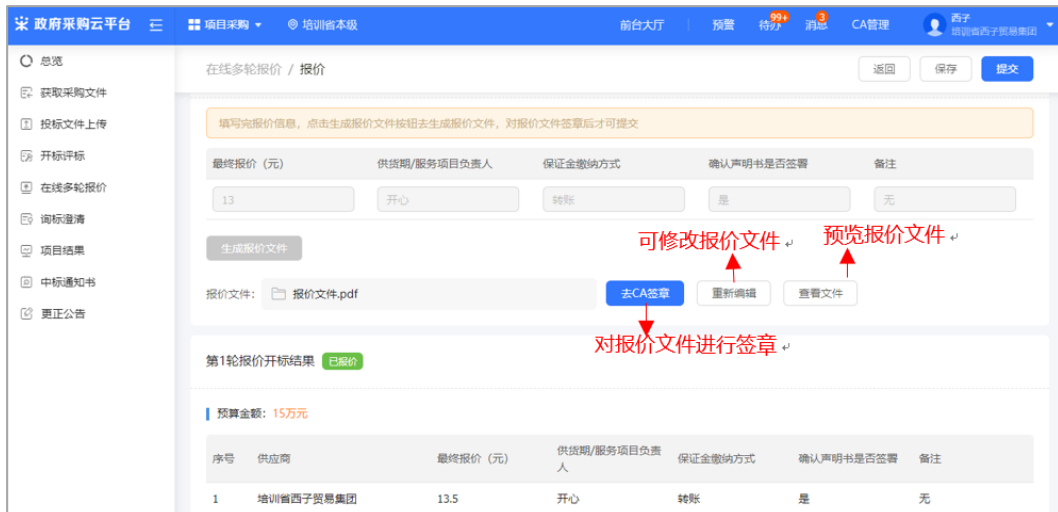 政府采购云平台 项目采购 培训省本级 前台大厅 预警 待办 99+ 消息 3 CA管理 西子
培训省西子贸易集团
总览
获取采购文件
投标文件上传
开标评标
在线多轮报价
询标澄清
项目结果
中标通知书
更正公告
在线多轮报价 / 报价 返回 保存 提交
填写完报价信息，点击生成报价文件按钮去生成报价文件，对报价文件签章后才可提交
最终报价（元） 供货期/服务项目负责人 保证金缴纳方式 确认声明书是否签署 备注
13 开心 转账 是 无
生成报价文件 可修改报价文件 预览报价文件
报价文件： 报价文件.pdf 去CA签章 重新编辑 查看文件
对报价文件进行签章
第1轮报价开标结果 已报价
预算金额：15万元
序号 供应商 最终报价（元） 供货期/服务项目负责人 保证金缴纳方式 确认声明书是否签署 备注
1 培训省西子贸易集团 13.5 开心 转账 是 无